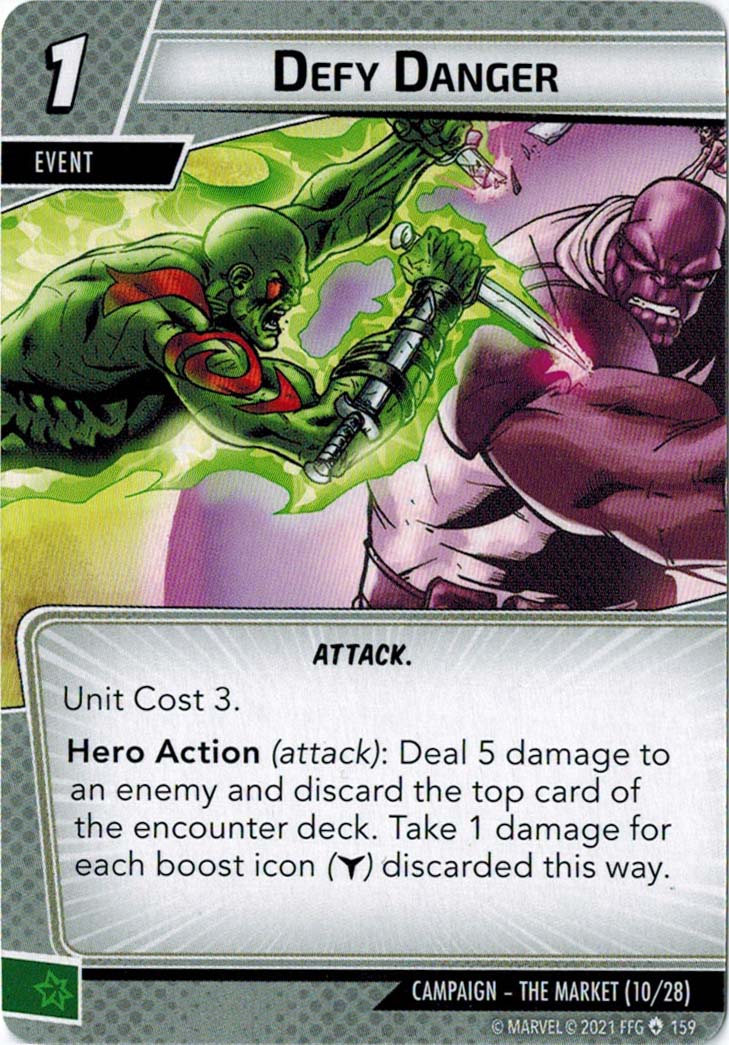 1
DEFY DANGER
EVENT
ATTACK.
Unit Cost 3.
Hero Action (attack): Deal 5 damage to
an enemy and discard the top card of
the encounter deck. Take 1 damage for
each boost icon () discarded this way.
CAMPAIGN – THE MARKET (10/28)
© MARVEL © 2021 FFG 159